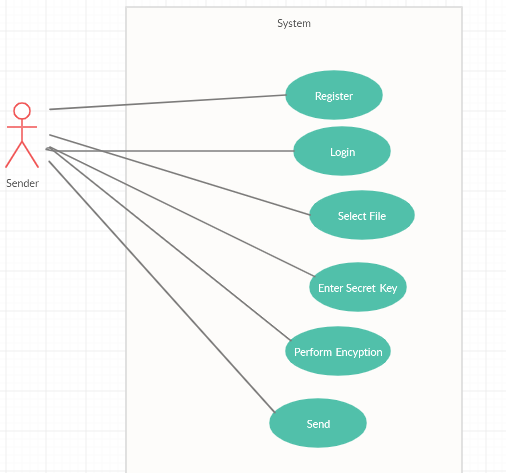 System
Register
Login
Sender
Select File
Enter Secret Key
Perform Encyption
Send